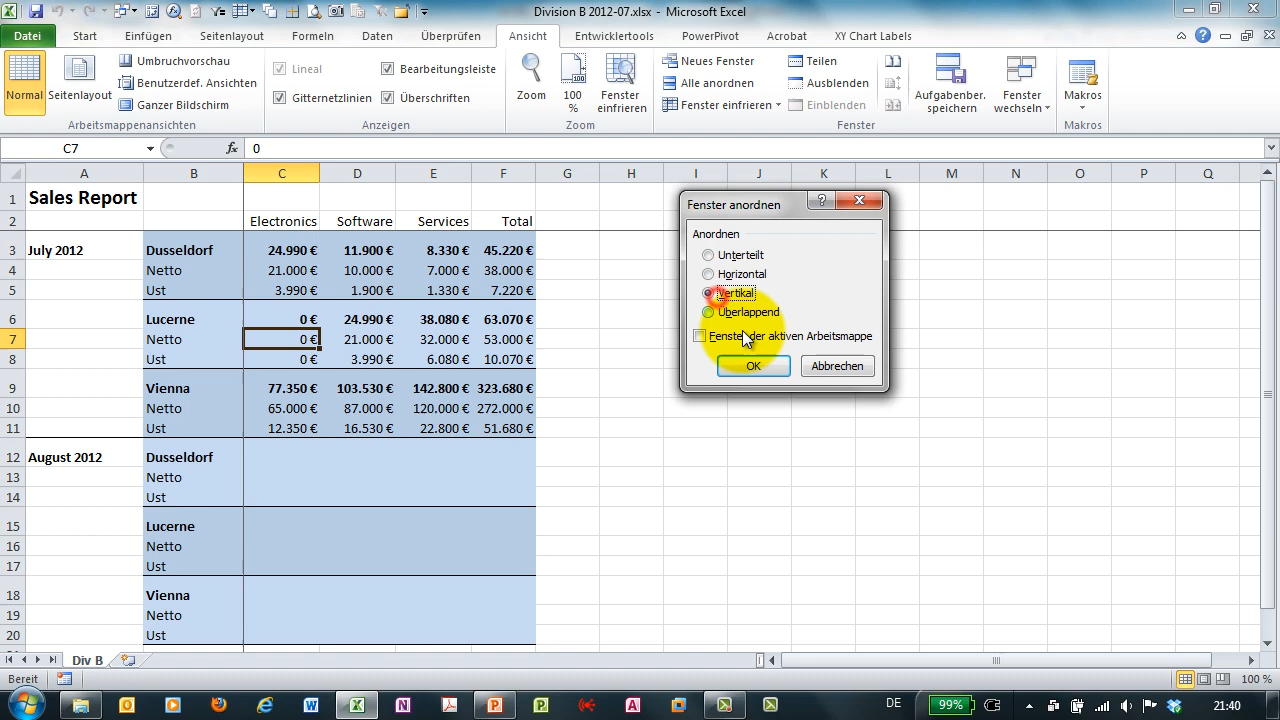 Division B 2012-07.xlsx - Microsoft Excel
Datei Start Einfügen Seitenlayout Formeln Daten Überprüfen Ansicht Entwicklertools PowerPivot Acrobat XY Chart Labels
Normal
Seitenlayout
Umbruchvorschau
Benutzerdef. Ansichten
Ganzer Bildschirm
Arbeitsmappenansichten
Lineal
Bearbeitungsleiste
Gitternetzlinien
Überschriften
Anzeigen
Zoom
100
%
Fenster
einfrieren
Zoom
Neues Fenster
Alle anordnen
Fenster einfrieren
Teilen
Ausblenden
Einblenden
Aufgabenber.
speichern
Fenster
wechseln
Fenster
Makros
Makros
C7 fx 0
A B C D E F G H I J K L M N O P Q
1 Sales Report
2 Electronics Software Services Total
3 July 2012 Dusseldorf 24.990 € 11.900 € 8.330 € 45.220 €
4 Netto 21.000 € 10.000 € 7.000 € 38.000 €
5 Ust 3.990 € 1.900 € 1.330 € 7.220 €
6 Lucerne 0 € 24.990 € 38.080 € 63.070 €
7 Netto 0 € 21.000 € 32.000 € 53.000 €
8 Ust 0 € 3.990 € 6.080 € 10.070 €
9 Vienna 77.350 € 103.530 € 142.800 € 323.680 €
10 Netto 65.000 € 87.000 € 120.000 € 272.000 €
11 Ust 12.350 € 16.530 € 22.800 € 51.680 €
12 August 2012 Dusseldorf
13 Netto
14 Ust
15 Lucerne
16 Netto
17 Ust
18 Vienna
19 Netto
20 Ust
Fenster anordnen
Anordnen
Unterteilt
Horizontal
Vertikal
Überlappend
Fenster der aktiven Arbeitsmappe
OK Abbrechen
Div B
Bereit 100 %
DE 99% 21:40